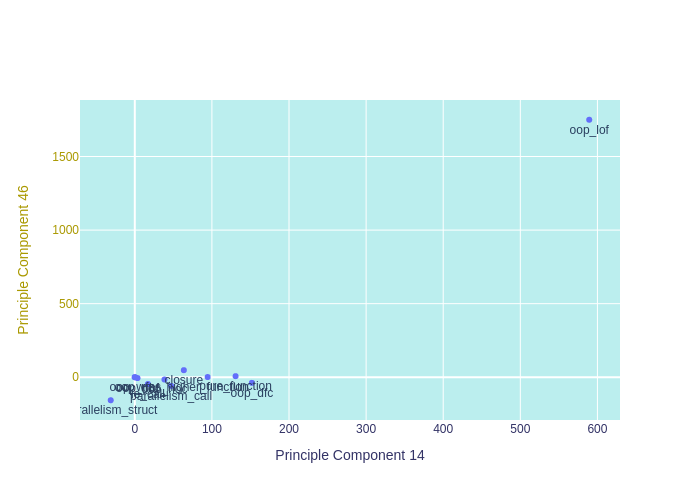 oop_lof
1500
1000
500
0
closure
pure_function
oop_dfc
parallelism_call
rallelism_struct
0
100
200
300
400
500
600
Principle Component 14
Principle Component 46